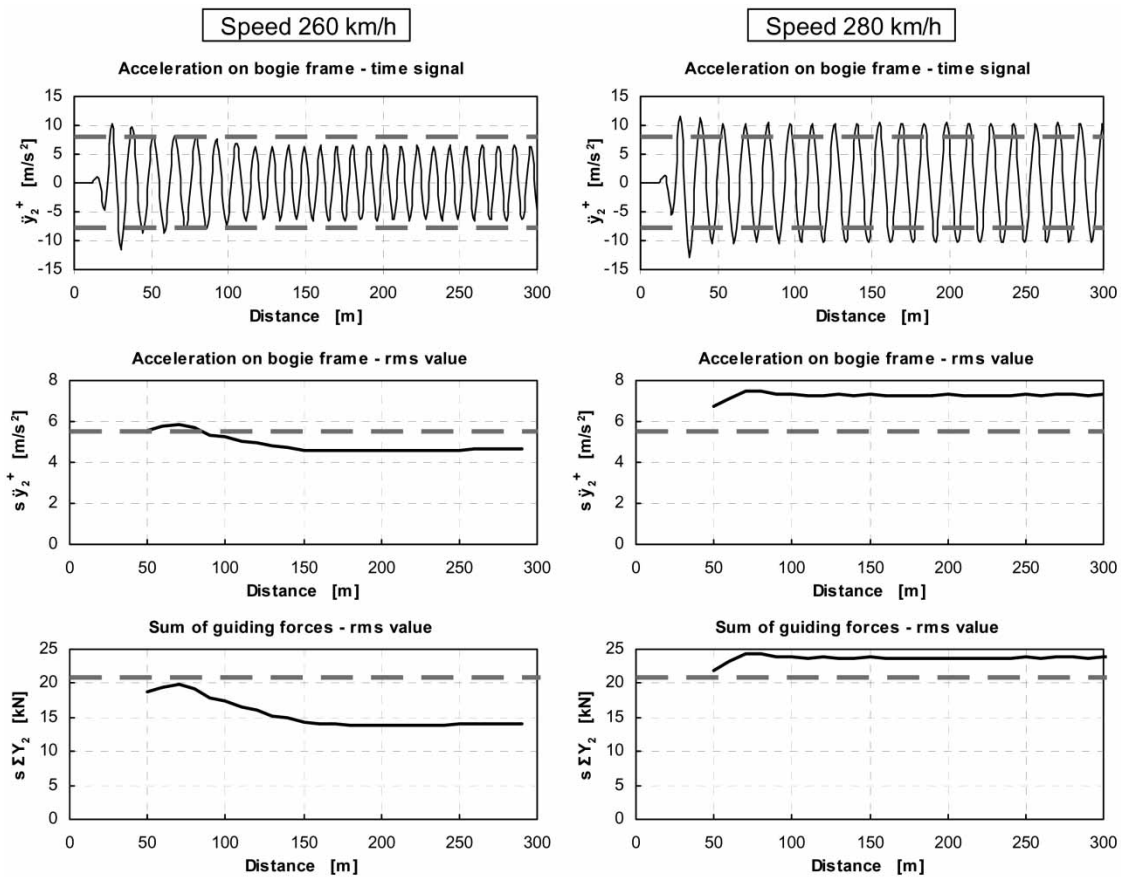 Speed 260 km/h
Acceleration on bogie frame - time signal
ÿ₂⁺ [m/s²]
15
10
5
0
-5
-10
-15
0 50 100 150 200 250 300
Distance [m]
Acceleration on bogie frame - rms value
s ÿ₂⁺ [m/s²]
8
6
4
2
0
0 50 100 150 200 250 300
Distance [m]
Sum of guiding forces - rms value
s ΣY₂ [kN]
25
20
15
10
5
0
0 50 100 150 200 250 300
Distance [m]
Speed 280 km/h
Acceleration on bogie frame - time signal
ÿ₂⁺ [m/s²]
15
10
5
0
-5
-10
-15
0 50 100 150 200 250 300
Distance [m]
Acceleration on bogie frame - rms value
s ÿ₂⁺ [m/s²]
8
6
4
2
0
0 50 100 150 200 250 300
Distance [m]
Sum of guiding forces - rms value
s ΣY₂ [kN]
25
20
15
10
5
0
0 50 100 150 200 250 300
Distance [m]